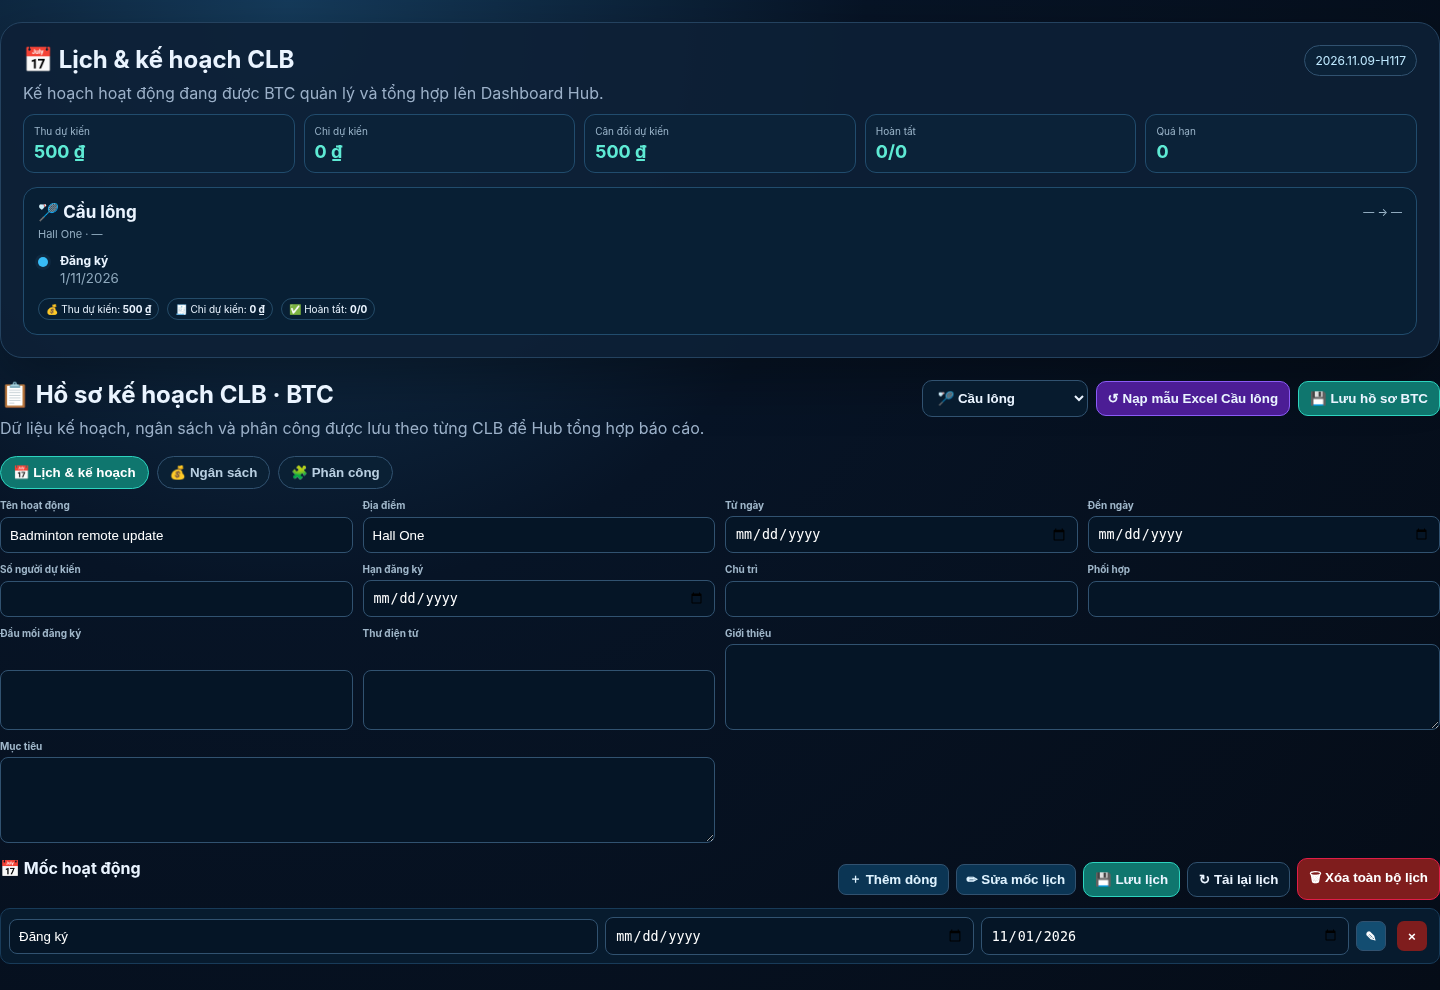 📅 Lịch & kế hoạch CLB
2026.11.09-H117
Kế hoạch hoạt động đang được BTC quản lý và tổng hợp lên Dashboard Hub.
Thu dự kiến
500 ₫
Chi dự kiến
0 ₫
Cân đối dự kiến
500 ₫
Hoàn tất
0/0
Quá hạn
0
🏸 Cầu lông
— → —
Hall One · —
Đăng ký
1/11/2026
💰 Thu dự kiến: 500 ₫
🧾 Chi dự kiến: 0 ₫
✅ Hoàn tất: 0/0
📋 Hồ sơ kế hoạch CLB · BTC
🏸 Cầu lông
↺ Nạp mẫu Excel Cầu lông
💾 Lưu hồ sơ BTC
Dữ liệu kế hoạch, ngân sách và phân công được lưu theo từng CLB để Hub tổng hợp báo cáo.
📅 Lịch & kế hoạch
💰 Ngân sách
🧩 Phân công
Tên hoạt động
Địa điểm
Từ ngày
Đến ngày
Badminton remote update
Hall One
mm/dd/yyyy
mm/dd/yyyy
Số người dự kiến
Hạn đăng ký
Chủ trì
Phối hợp
mm/dd/yyyy
Đầu mối đăng ký
Thư điện tử
Giới thiệu
Mục tiêu
📅 Mốc hoạt động
＋ Thêm dòng
✏ Sửa mốc lịch
💾 Lưu lịch
↻ Tải lại lịch
🗑 Xóa toàn bộ lịch
Đăng ký
mm/dd/yyyy
11/01/2026
✎
×